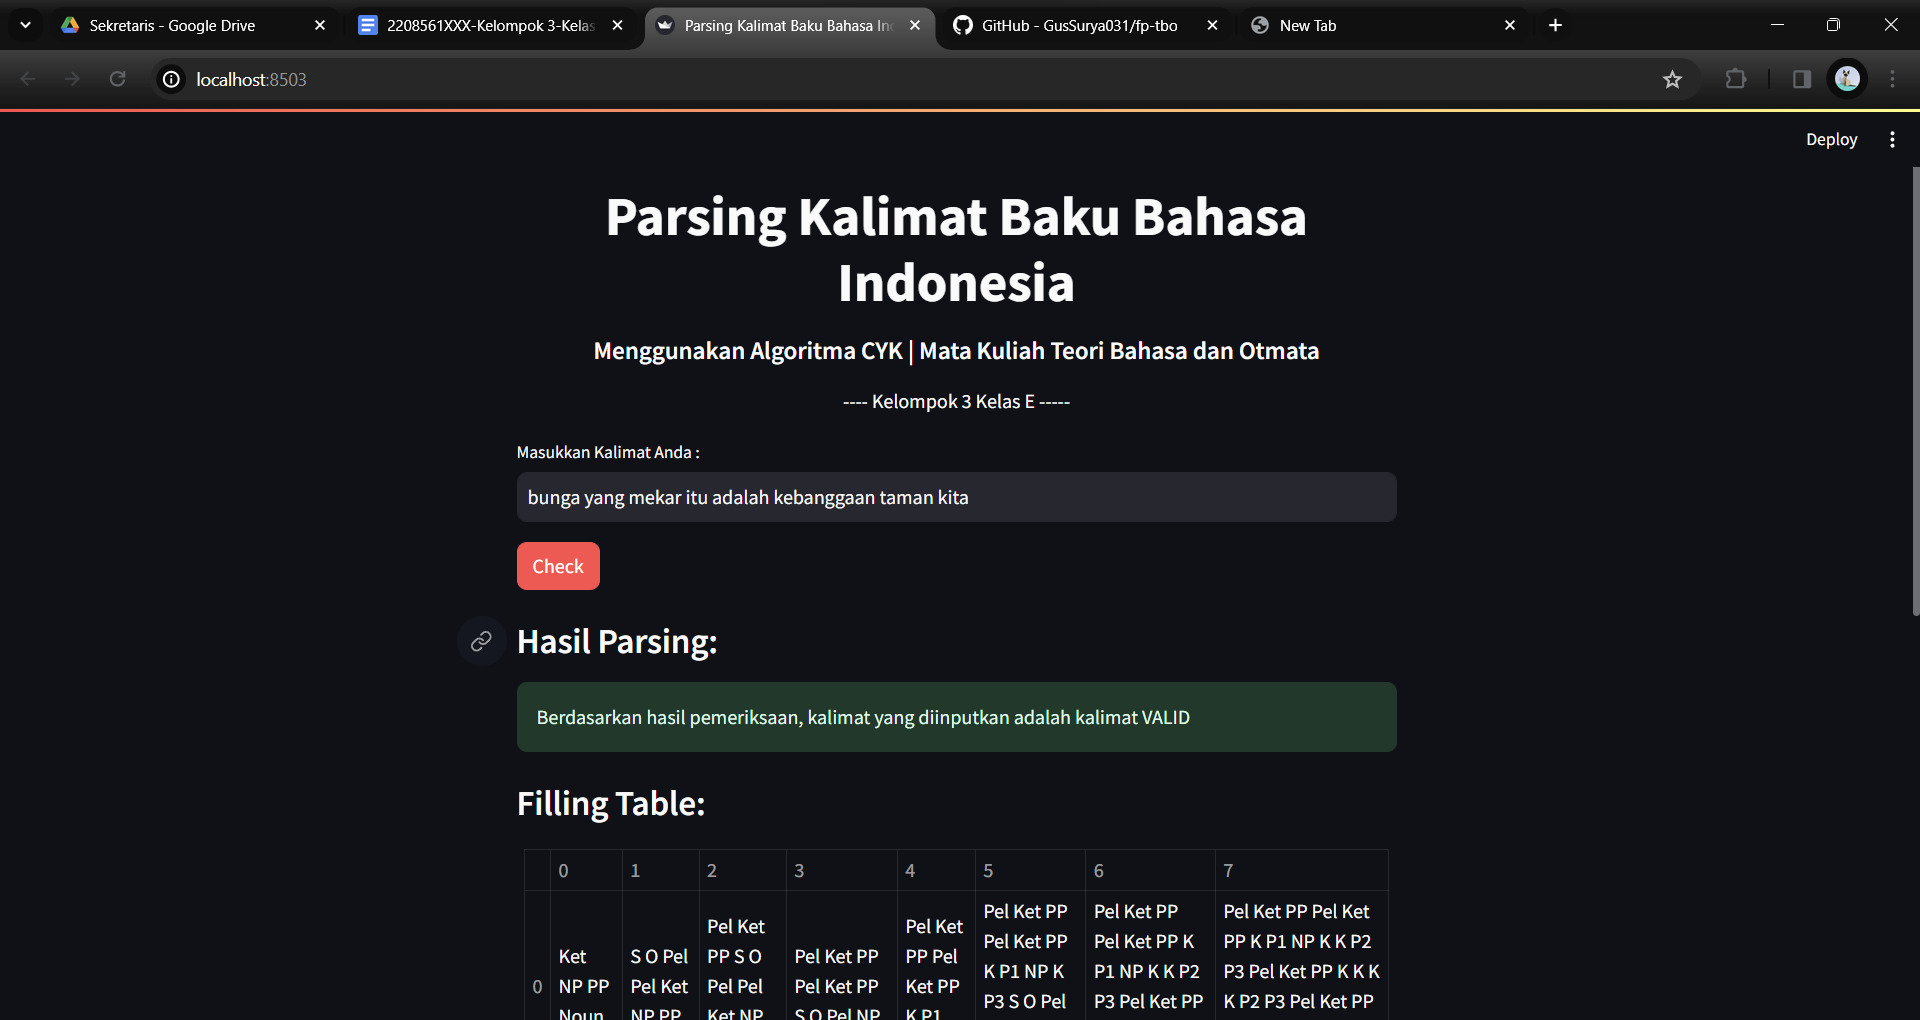 Sekretaris - Google Drive
2208561XXX-Kelompok 3-Kelas
Parsing Kalimat Baku Bahasa In
GitHub - GusSurya031/fp-tbo
New Tab
localhost:8503
Deploy
Parsing Kalimat Baku Bahasa
Indonesia
Menggunakan Algoritma CYK | Mata Kuliah Teori Bahasa dan Otmata
---- Kelompok 3 Kelas E -----
Masukkan Kalimat Anda :
bunga yang mekar itu adalah kebanggaan taman kita
Check
Hasil Parsing:
Berdasarkan hasil pemeriksaan, kalimat yang diinputkan adalah kalimat VALID
Filling Table:
0 1 2 3 4 5 6 7
0
Ket
NP PP
Noun
S O Pel
Pel Ket
NP PP
Pel Ket
PP S O
Pel Pel
Ket NP
Pel Ket PP
Pel Ket PP
S O Pel NP
Pel Ket
PP Pel
Ket PP
K P1
Pel Ket PP
Pel Ket PP
K P1 NP K
P3 S O Pel
Pel Ket PP
Pel Ket PP K
P1 NP K K P2
P3 Pel Ket PP
Pel Ket PP Pel Ket
PP K P1 NP K K P2
P3 Pel Ket PP K K K
K P2 P3 Pel Ket PP